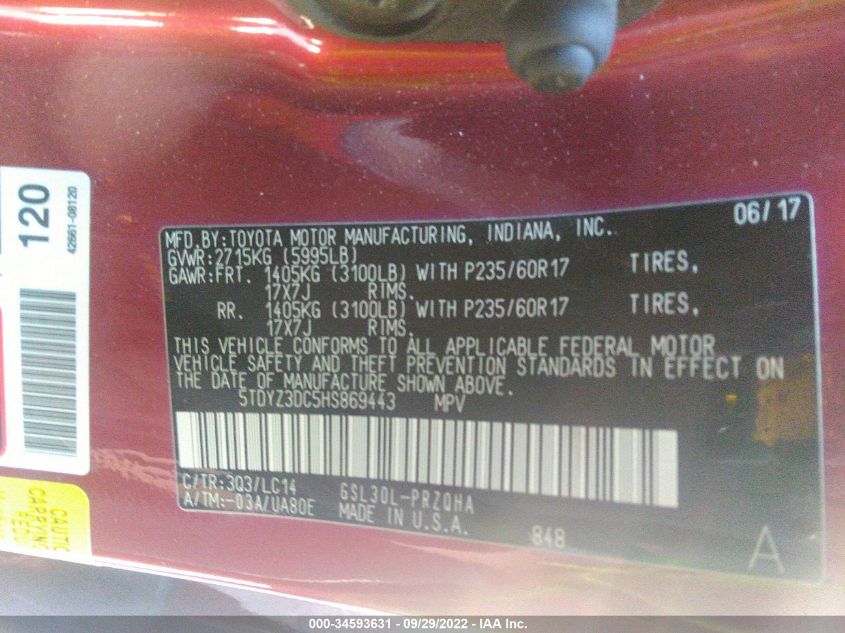 120
42661-08120
06/17
MFD.BY:TOYOTA MOTOR MANUFACTURING, INDIANA, INC.
GVWR:2715KG (5995LB)
GAWR:FRT. 1405KG (3100LB) WITH P235/60R17 TIRES,
17X7J RIMS.
RR. 1405KG (3100LB) WITH P235/60R17 TIRES,
17X7J RIMS.
THIS VEHICLE CONFORMS TO ALL APPLICABLE FEDERAL MOTOR
VEHICLE SAFETY AND THEFT PREVENTION STANDARDS IN EFFECT ON
THE DATE OF MANUFACTURE SHOWN ABOVE.
5TDYZ3DC5HS869443 MPV
C/TR:3Q3/LC14 GSL30L-PRZQHA
A/TM:-03A/UA80E MADE IN U.S.A.
848
A
000-34593631 - 09/29/2022 - IAA Inc.